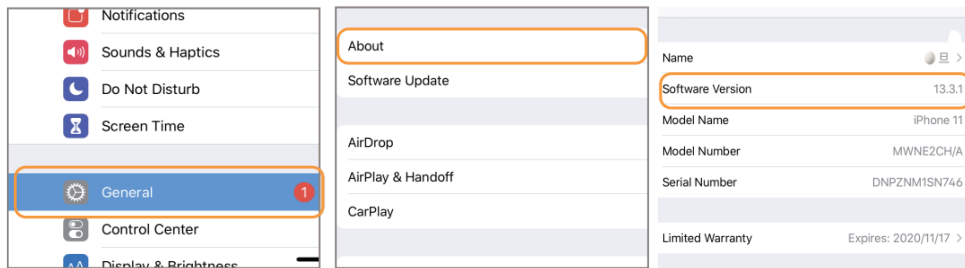 Notifications
Sounds & Haptics
Do Not Disturb
Screen Time
General 1
Control Center
Display & Brightness
About
Software Update
AirDrop
AirPlay & Handoff
CarPlay
Name 🥚旦 >
Software Version 13.3.1
Model Name iPhone 11
Model Number MWNE2CH/A
Serial Number DNPZNM1SN746
Limited Warranty Expires: 2020/11/17 >